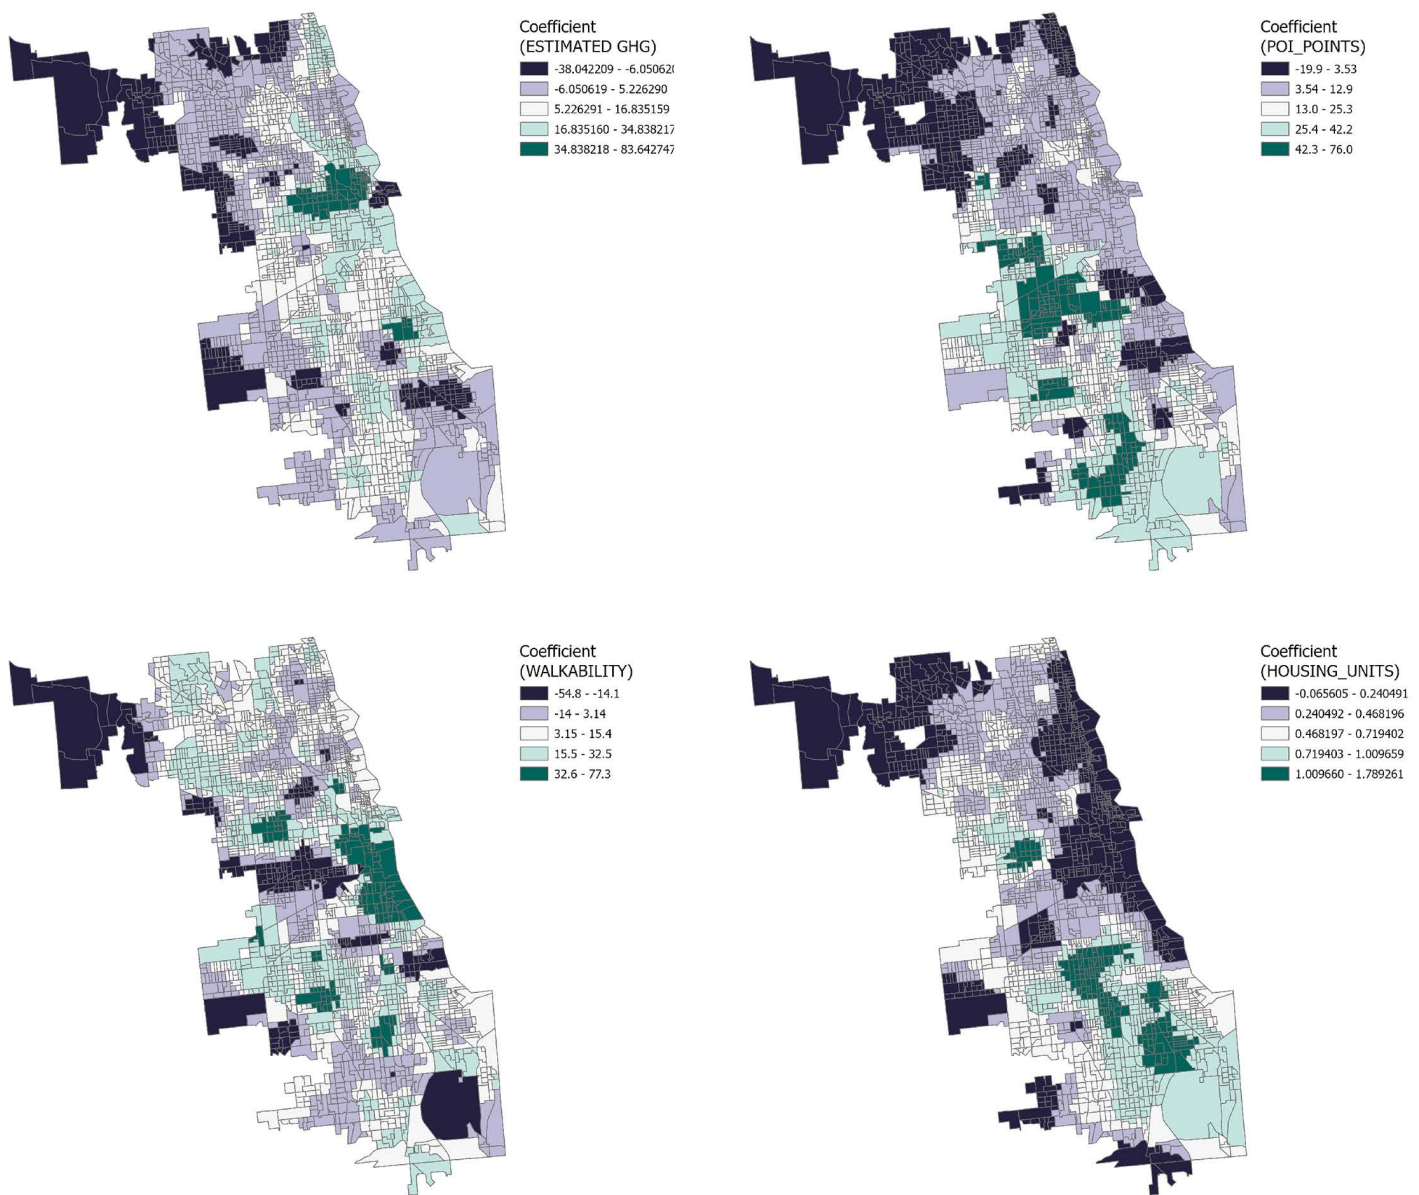 Coefficient
(ESTIMATED GHG)
-38.042209 - -6.050620
-6.050619 - 5.226290
5.226291 - 16.835159
16.835160 - 34.838217
34.838218 - 83.642747
Coefficient
(POI_POINTS)
-19.9 - 3.53
3.54 - 12.9
13.0 - 25.3
25.4 - 42.2
42.3 - 76.0
Coefficient
(WALKABILITY)
-54.8 - -14.1
-14 - 3.14
3.15 - 15.4
15.5 - 32.5
32.6 - 77.3
Coefficient
(HOUSING_UNITS)
-0.065605 - 0.240491
0.240492 - 0.468196
0.468197 - 0.719402
0.719403 - 1.009659
1.009660 - 1.789261